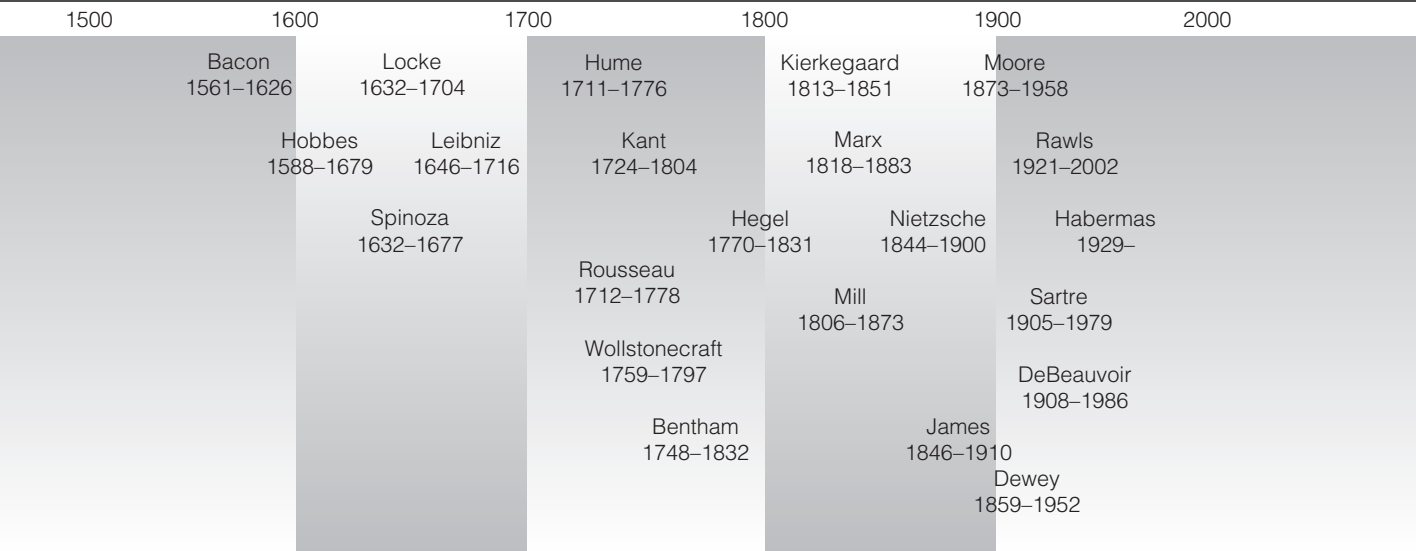 1500 1600 1700 1800 1900 2000
Bacon Locke Hume Kierkegaard Moore
1561–1626 1632–1704 1711–1776 1813–1851 1873–1958
Hobbes Leibniz Kant Marx Rawls
1588–1679 1646–1716 1724–1804 1818–1883 1921–2002
Spinoza Hegel Nietzsche Habermas
1632–1677 1770–1831 1844–1900 1929–
Rousseau
1712–1778
Mill Sartre
1806–1873 1905–1979
Wollstonecraft
1759–1797
DeBeauvoir
1908–1986
Bentham James
1748–1832 1846–1910
Dewey
1859–1952